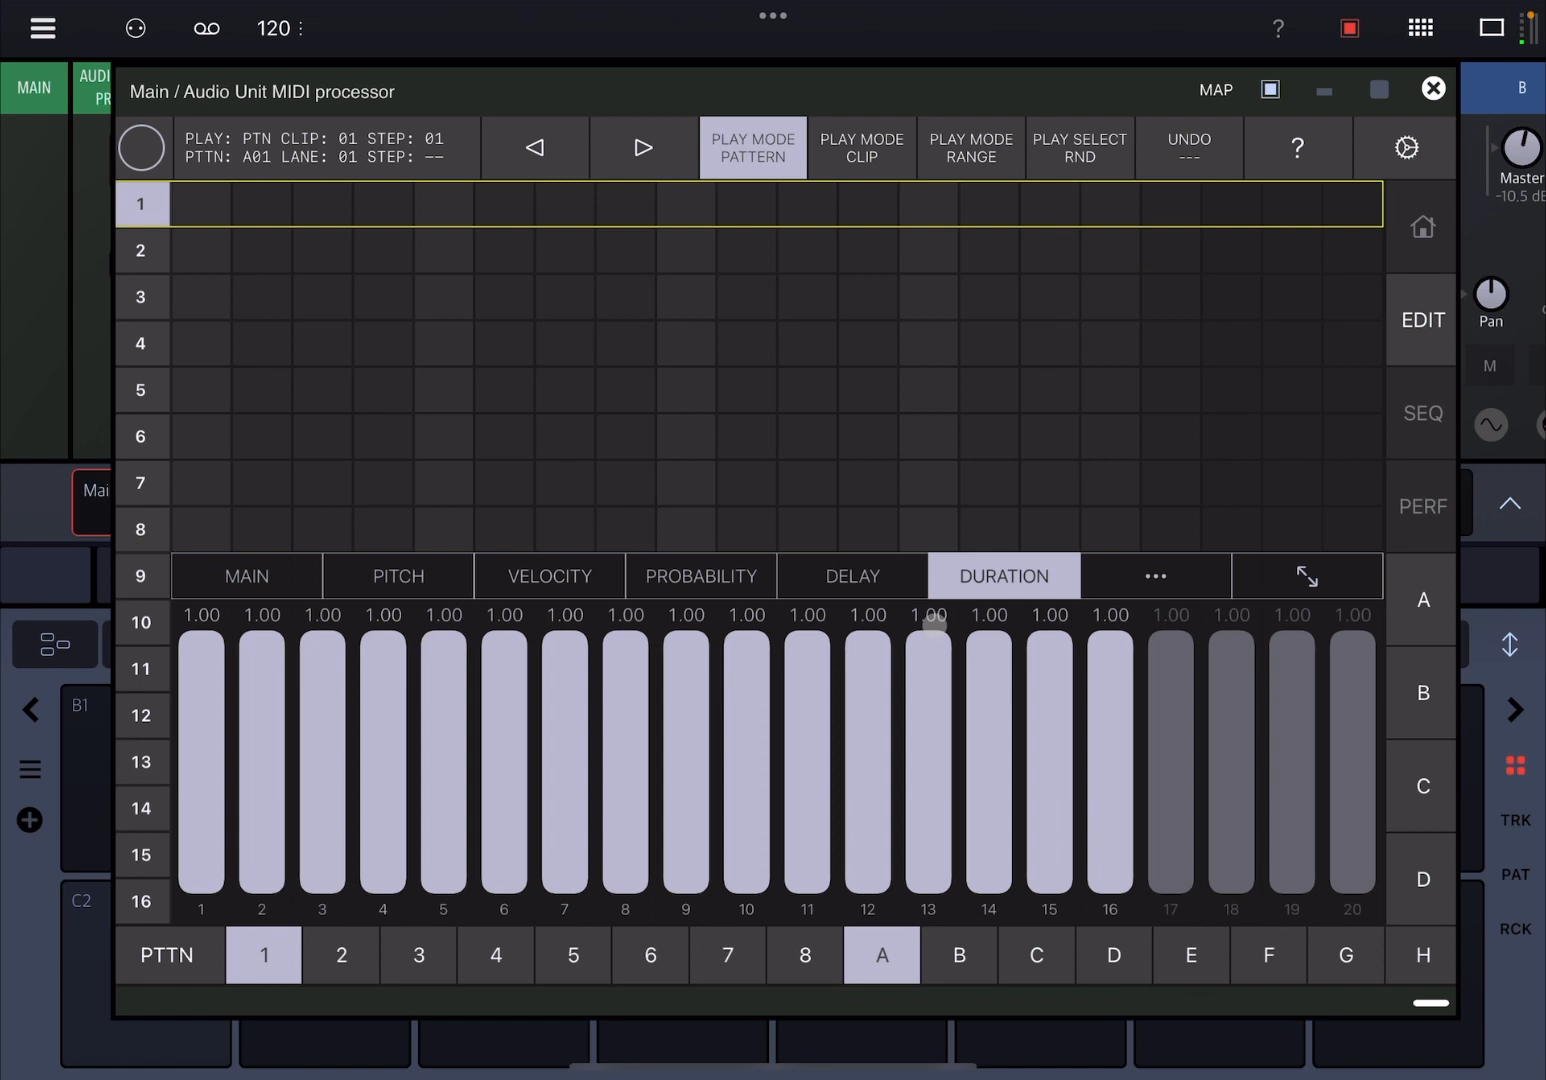 120
?
MAIN
AUDI
PR
Main / Audio Unit MIDI processor
MAP
B
PLAY: PTN CLIP: 01 STEP: 01
PTTN: A01 LANE: 01 STEP: --
PLAY MODE
PATTERN
PLAY MODE
CLIP
PLAY MODE
RANGE
PLAY SELECT
RND
UNDO
---
?
Master
-10.5 dB
1
2
3
4
5
6
7
8
EDIT
SEQ
PERF
Pan
M
Mai
9
MAIN
PITCH
VELOCITY
PROBABILITY
DELAY
DURATION
•••
A
10
1.00 1.00 1.00 1.00 1.00 1.00 1.00 1.00 1.00 1.00 1.00 1.00 1.00 1.00 1.00 1.00 1.00 1.00 1.00 1.00
11
12
13
14
15
16
B
C
D
B1
C2
TRK
PAT
RCK
1 2 3 4 5 6 7 8 9 10 11 12 13 14 15 16 17 18 19 20
PTTN 1 2 3 4 5 6 7 8 A B C D E F G H